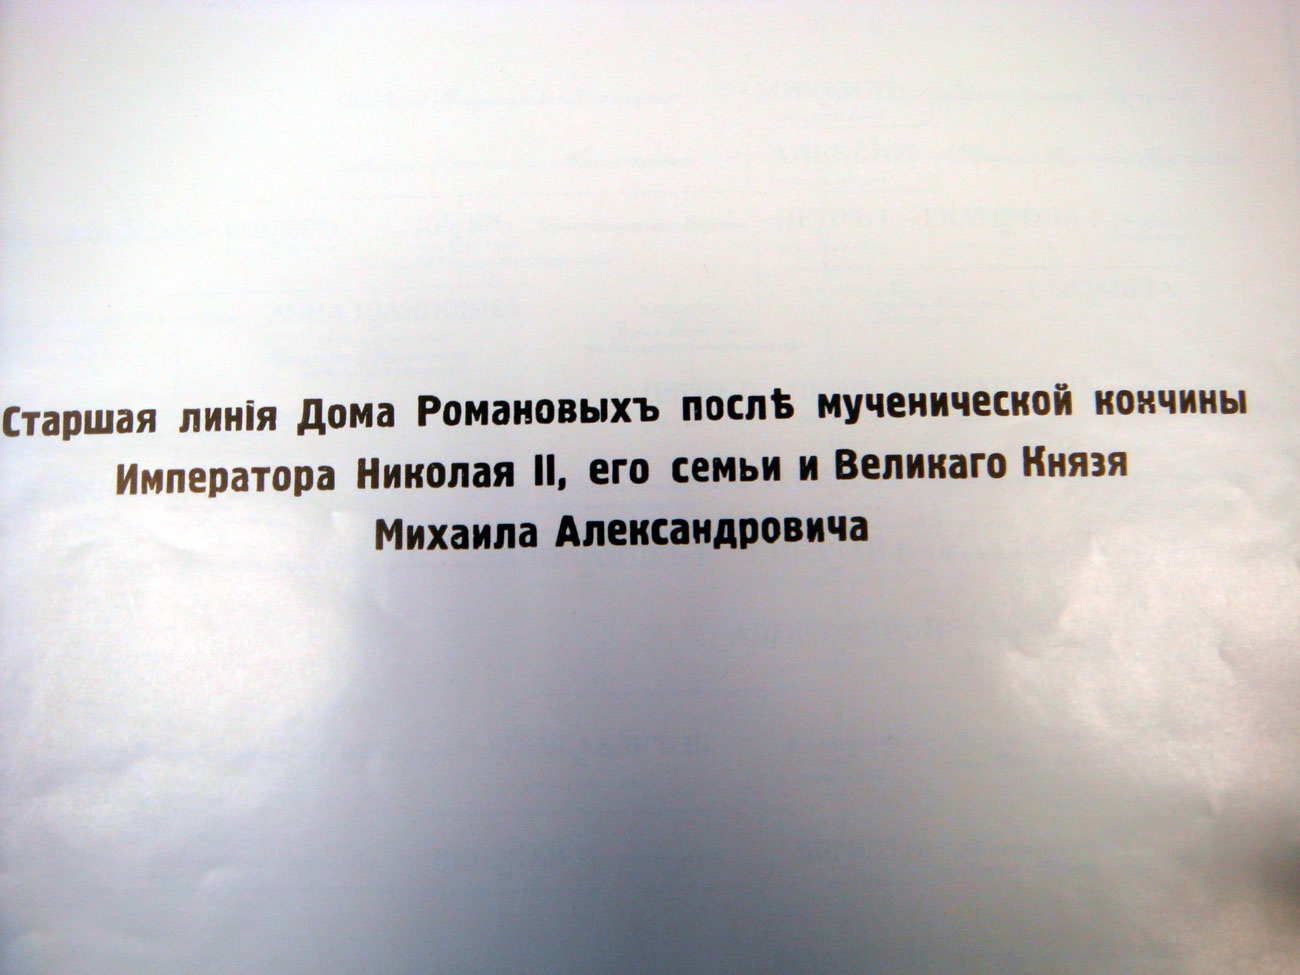 Старшая линія Дома Романовыхъ послѣ мученической кончины
Императора Николая II, его семьи и Великаго Князя
Михаила Александровича